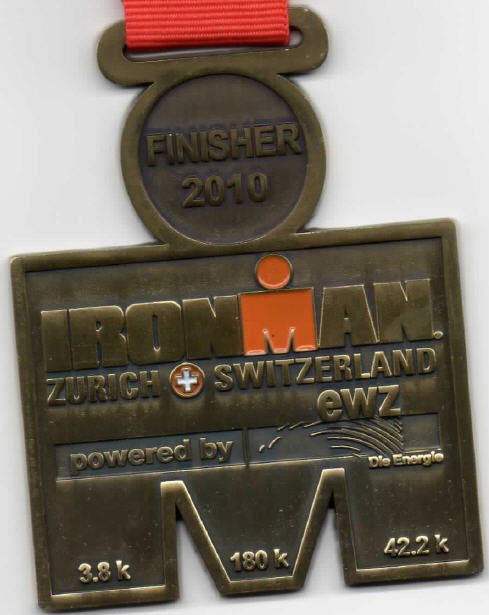 FINISHER
2010
IRONMAN®
ZURICH SWITZERLAND
ewz
powered by
Die Energie
3.8 k 180 k 42.2 k